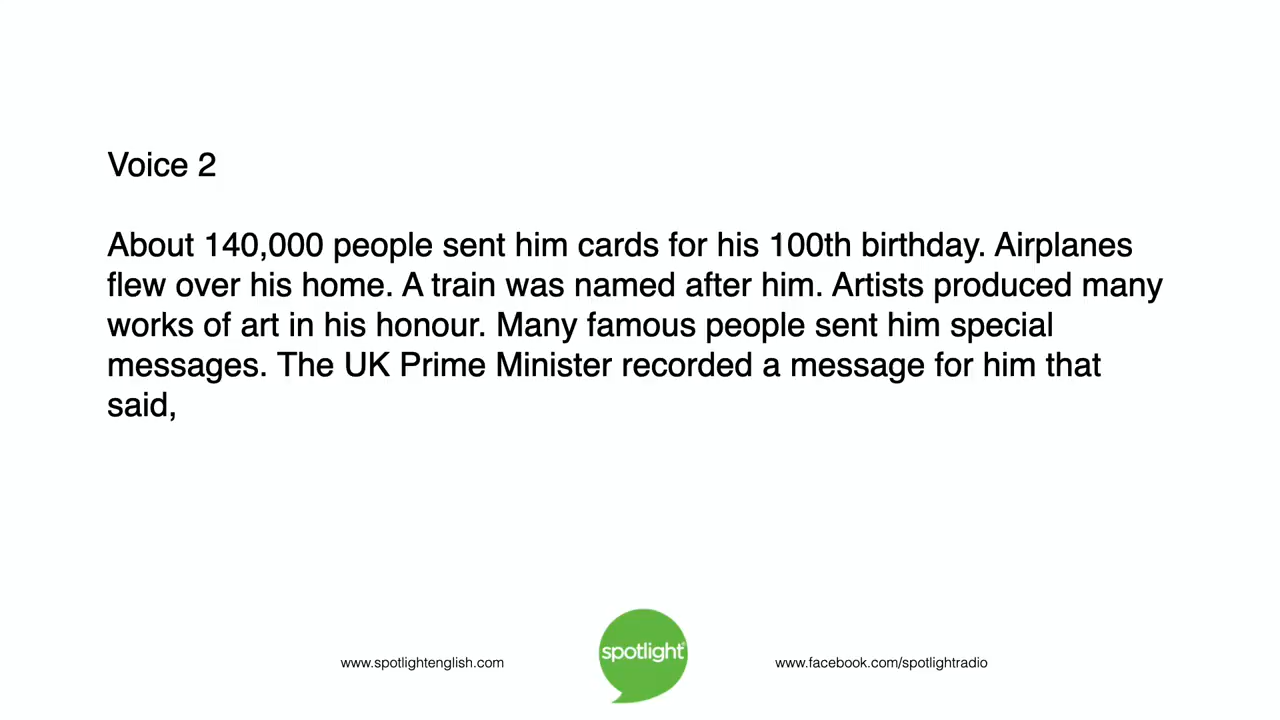 Voice 2
About 140,000 people sent him cards for his 100th birthday. Airplanes
flew over his home. A train was named after him. Artists produced many
works of art in his honour. Many famous people sent him special
messages. The UK Prime Minister recorded a message for him that
said,
www.spotlightenglish.com
spotlight
www.facebook.com/spotlightradio